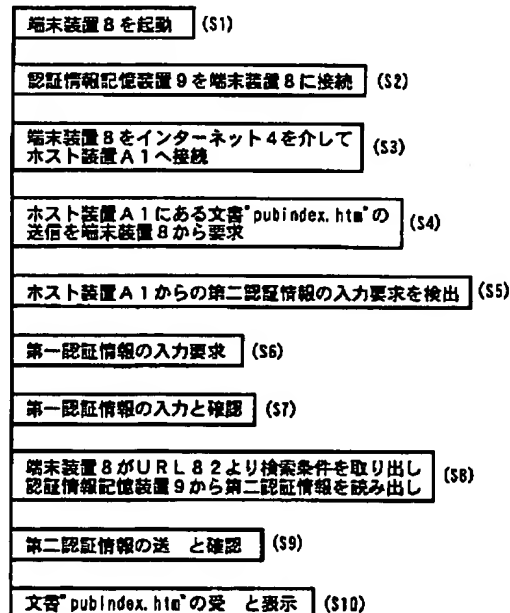 端末装置8を起動 (S1)
認証情報記憶装置9を端末装置8に接続 (S2)
端末装置8をインターネット4を介して
ホスト装置A1へ接続 (S3)
ホスト装置A1にある文書"pubindex.htm"の
送信を端末装置8から要求 (S4)
ホスト装置A1からの第二認証情報の入力要求を検出 (S5)
第一認証情報の入力要求 (S6)
第一認証情報の入力と確認 (S7)
端末装置8がURL82より検索条件を取り出し
認証情報記憶装置9から第二認証情報を読み出し (S8)
第二認証情報の送 と確認 (S9)
文書"pubindex.htm"の受 と表示 (S10)